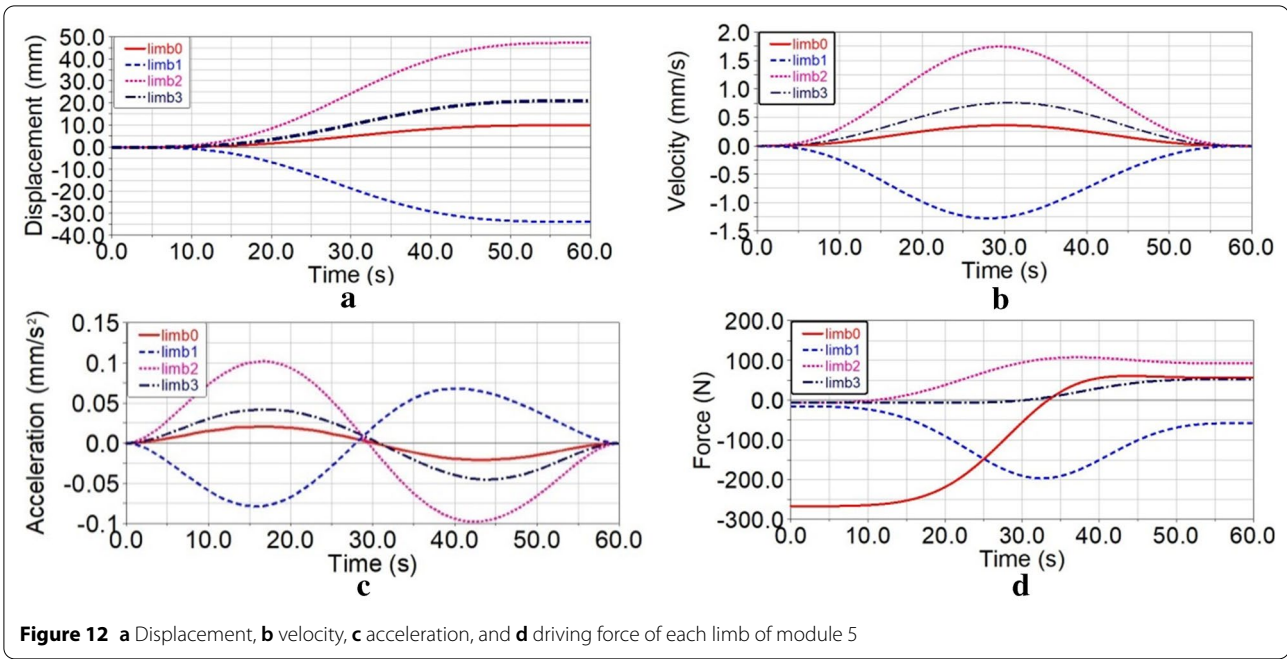 50.0
40.0
30.0
20.0
10.0
0.0
-10.0
-20.0
-30.0
-40.0
Displacement (mm)
limb0
limb1
limb2
limb3
0.0 10.0 20.0 30.0 40.0 50.0 60.0
Time (s)
a
2.0
1.5
1.0
0.5
0.0
-0.5
-1.0
-1.5
Velocity (mm/s)
limb0
limb1
limb2
limb3
0.0 10.0 20.0 30.0 40.0 50.0 60.0
Time (s)
b
0.15
0.1
0.05
0.0
-0.05
-0.1
Acceleration (mm/s²)
limb0
limb1
limb2
limb3
0.0 10.0 20.0 30.0 40.0 50.0 60.0
Time (s)
c
200.0
100.0
0.0
-100.0
-200.0
-300.0
Force (N)
limb0
limb1
limb2
limb3
0.0 10.0 20.0 30.0 40.0 50.0 60.0
Time (s)
d
Figure 12 a Displacement, b velocity, c acceleration, and d driving force of each limb of module 5